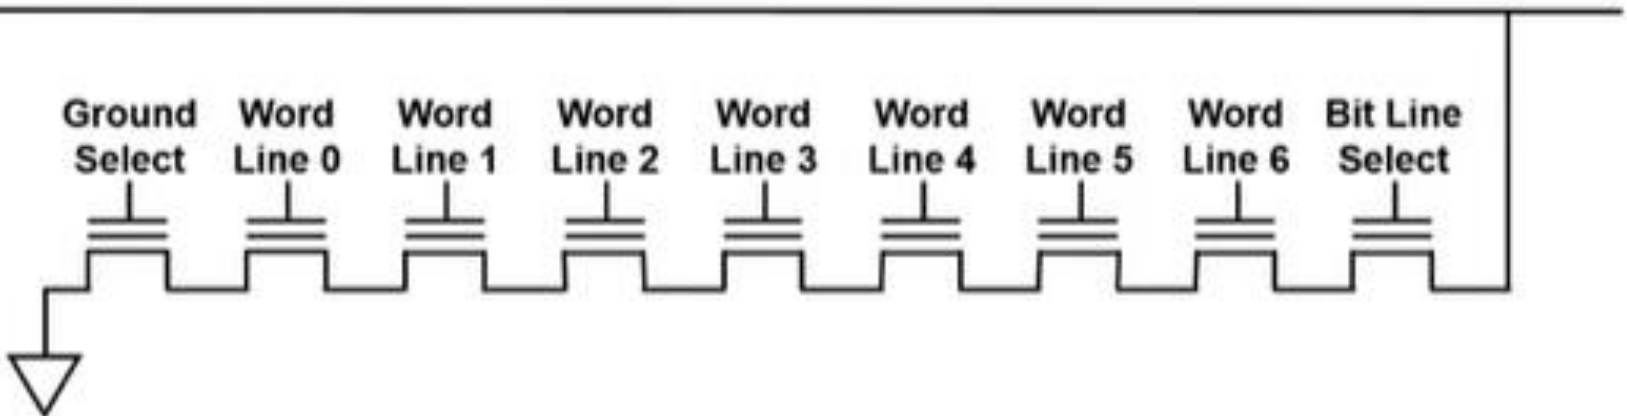 Ground Select
Word Line 0
Word Line 1
Word Line 2
Word Line 3
Word Line 4
Word Line 5
Word Line 6
Bit Line Select